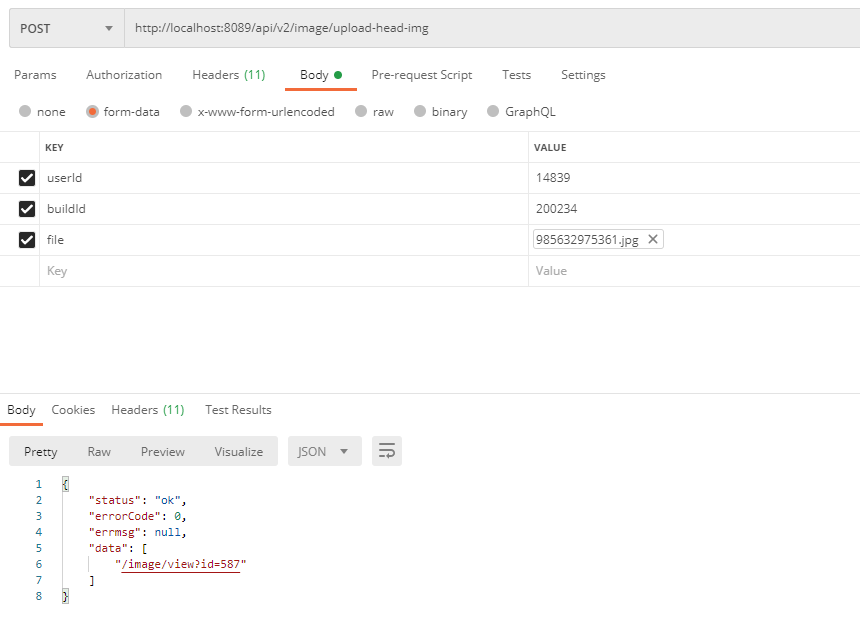 POST http://localhost:8089/api/v2/image/upload-head-img
Params Authorization Headers (11) Body Pre-request Script Tests Settings
none form-data x-www-form-urlencoded raw binary GraphQL
KEY VALUE
userId 14839
buildId 200234
file 985632975361.jpg
Key Value
Body Cookies Headers (11) Test Results
Pretty Raw Preview Visualize JSON
1 {
2 "status": "ok",
3 "errorCode": 0,
4 "errmsg": null,
5 "data": [
6 "/image/view?id=587"
7 ]
8 }